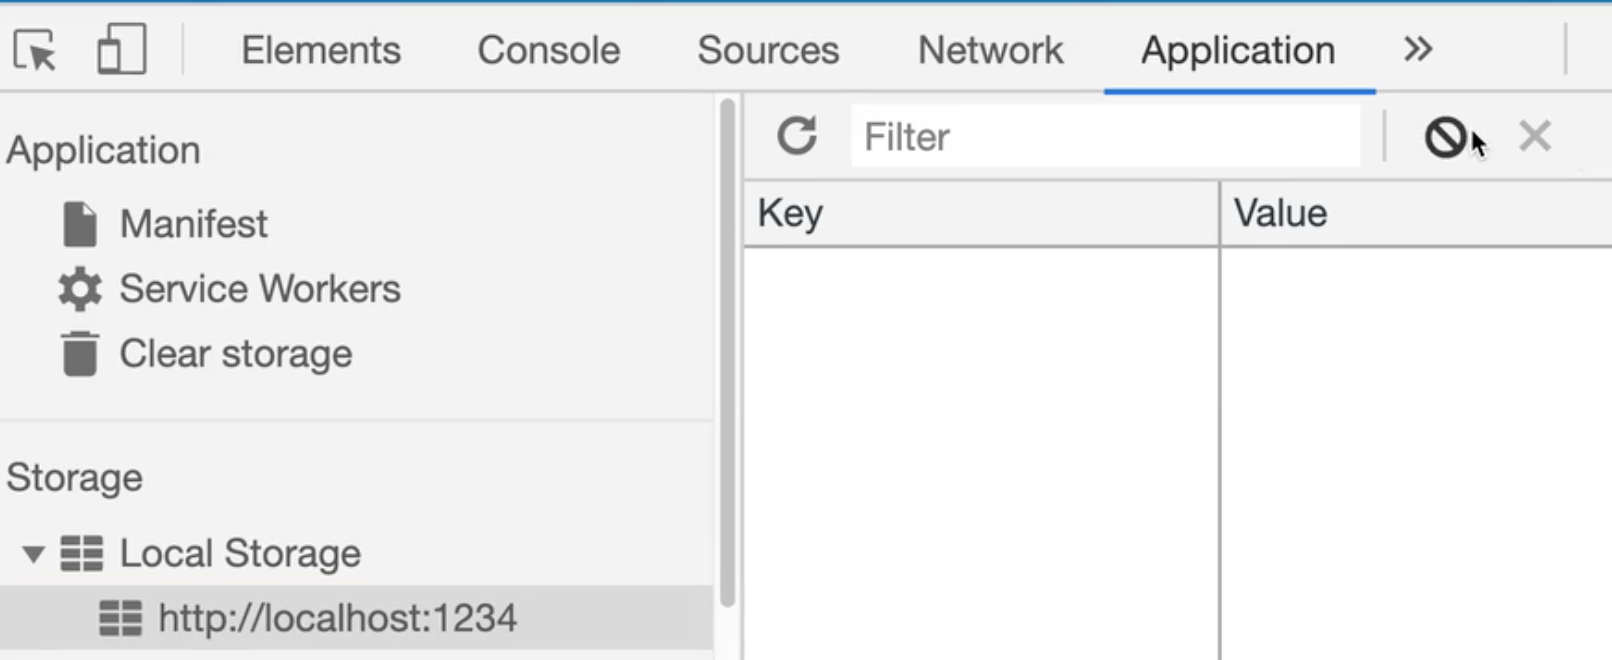 Elements Console Sources Network Application »
Application
Manifest
Service Workers
Clear storage
Storage
Local Storage
http://localhost:1234
Filter
Key Value